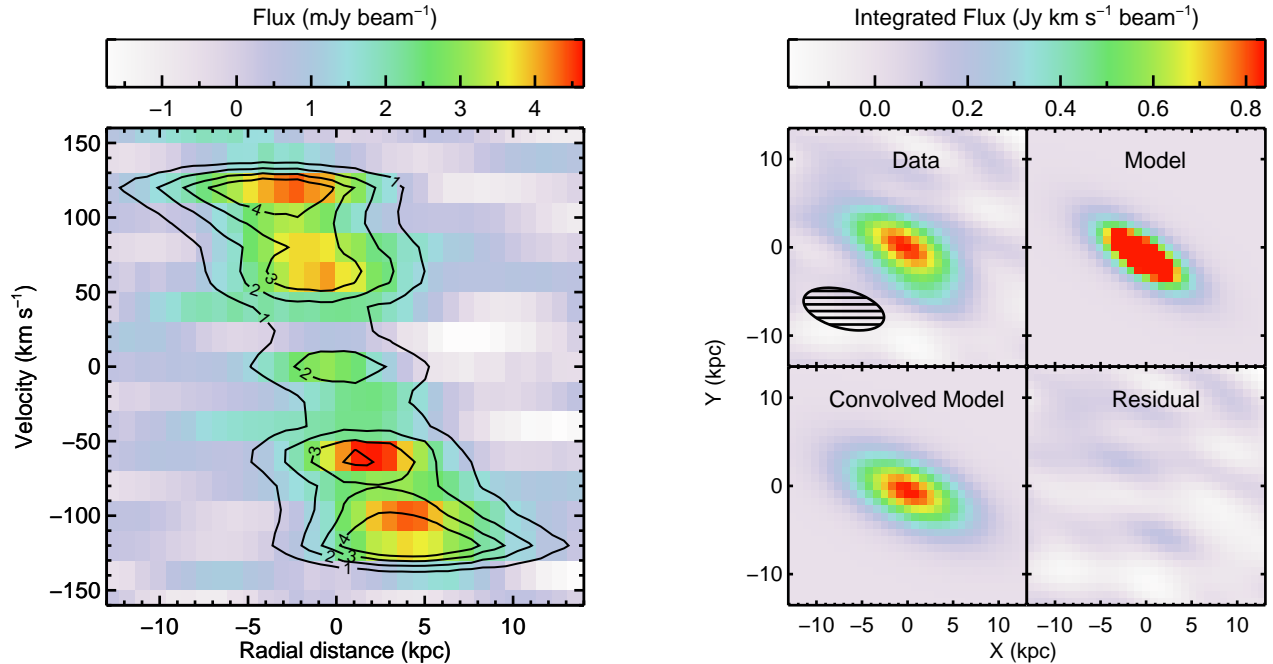 Flux (mJy beam⁻¹)
−1 0 1 2 3 4
150
100
50
0
−50
−100
−150
Velocity (km s⁻¹)
−10 −5 0 5 10
Radial distance (kpc)
1
4
3
2
1
2
3
4
2
3
1
Integrated Flux (Jy km s⁻¹ beam⁻¹)
0.0 0.2 0.4 0.6 0.8
Data
Model
Convolved Model
Residual
10
0
−10
10
0
−10
Y (kpc)
−10 −5 0 5 10
−10 −5 0 5 10
X (kpc)